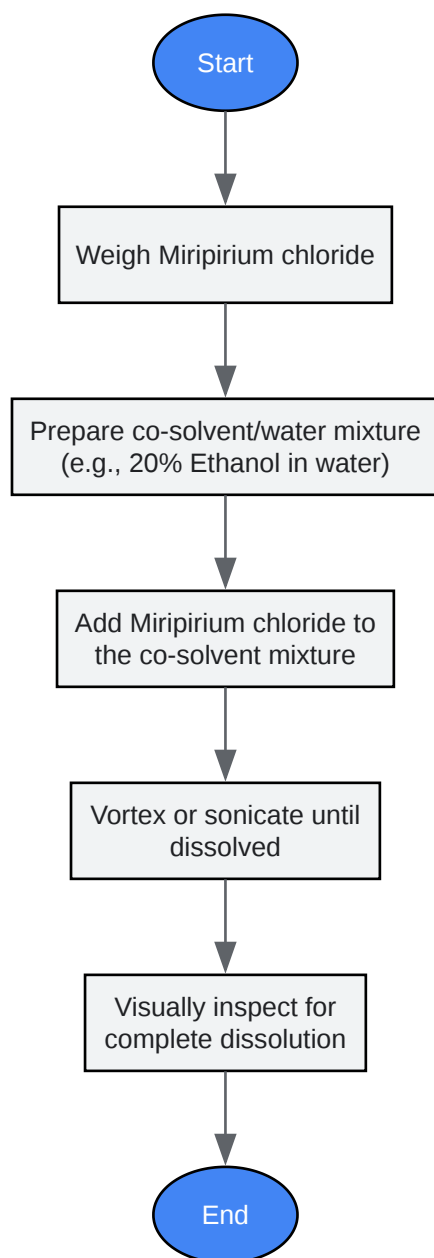 Start
Weigh Miripirium chloride
Prepare co-solvent/water mixture
(e.g., 20% Ethanol in water)
Add Miripirium chloride to
the co-solvent mixture
Vortex or sonicate until
dissolved
Visually inspect for
complete dissolution
End